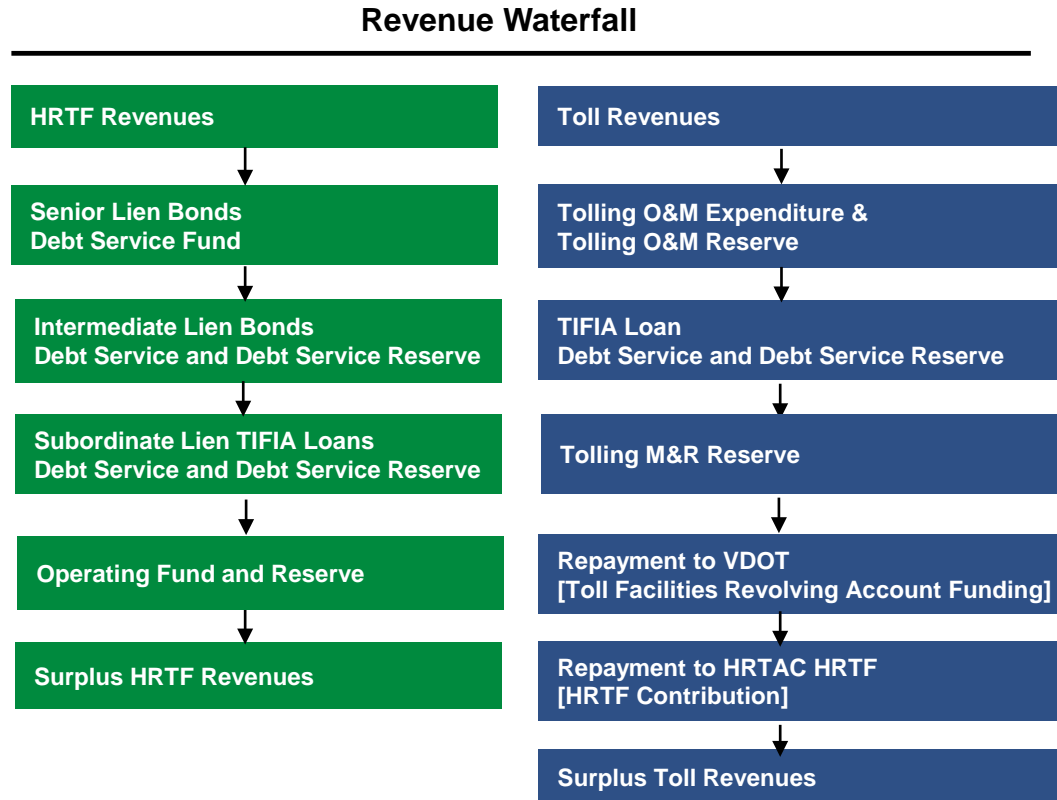 Revenue Waterfall
HRTF Revenues
Senior Lien Bonds
Debt Service Fund
Intermediate Lien Bonds
Debt Service and Debt Service Reserve
Subordinate Lien TIFIA Loans
Debt Service and Debt Service Reserve
Operating Fund and Reserve
Surplus HRTF Revenues
Toll Revenues
Tolling O&M Expenditure &
Tolling O&M Reserve
TIFIA Loan
Debt Service and Debt Service Reserve
Tolling M&R Reserve
Repayment to VDOT
[Toll Facilities Revolving Account Funding]
Repayment to HRTAC HRTF
[HRTF Contribution]
Surplus Toll Revenues